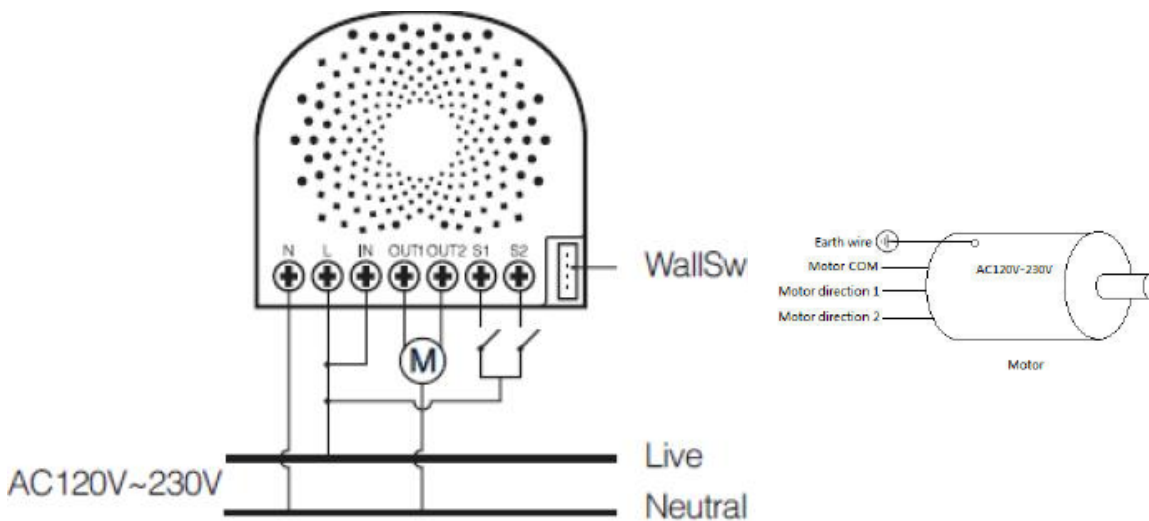 N L IN OUT1 OUT2 S1 S2
WallSw
M
Live
AC120V~230V
Neutral
Earth wire
Motor COM
AC120V~230V
Motor direction 1
Motor direction 2
Motor